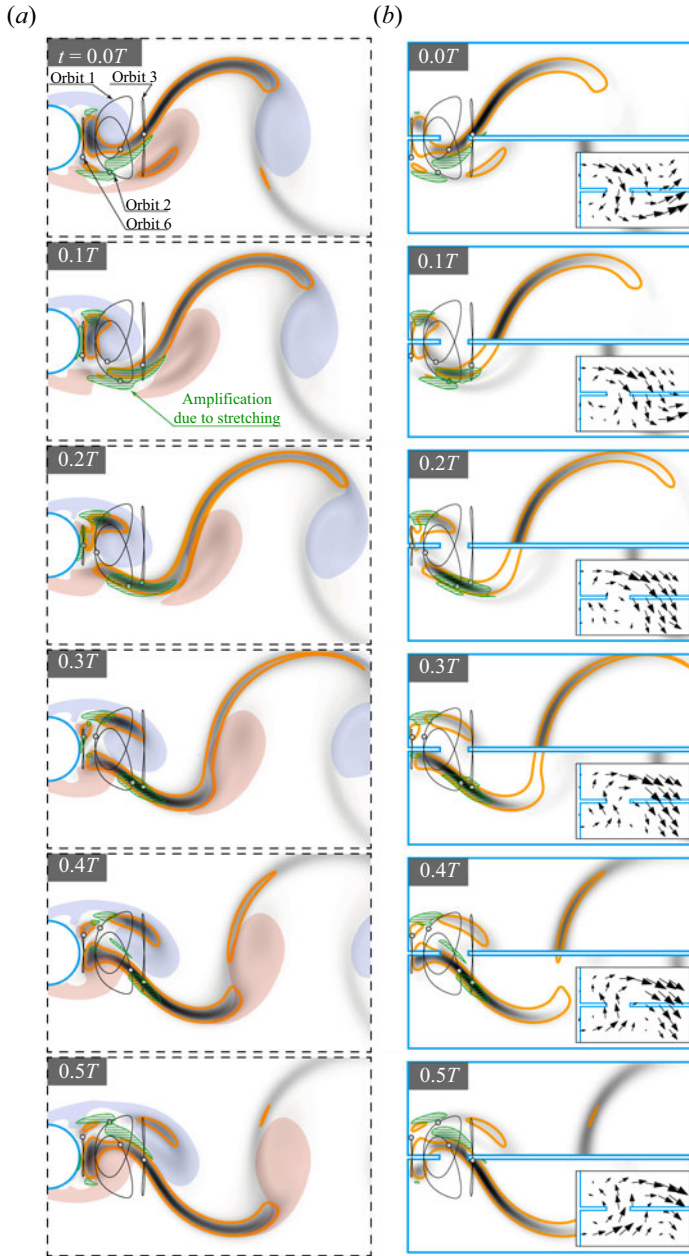 (a)
(b)
t = 0.0T
Orbit 1
Orbit 3
Orbit 2
Orbit 6
0.0T
0.1T
Amplification
due to stretching
0.1T
0.2T
0.2T
0.3T
0.3T
0.4T
0.4T
0.5T
0.5T